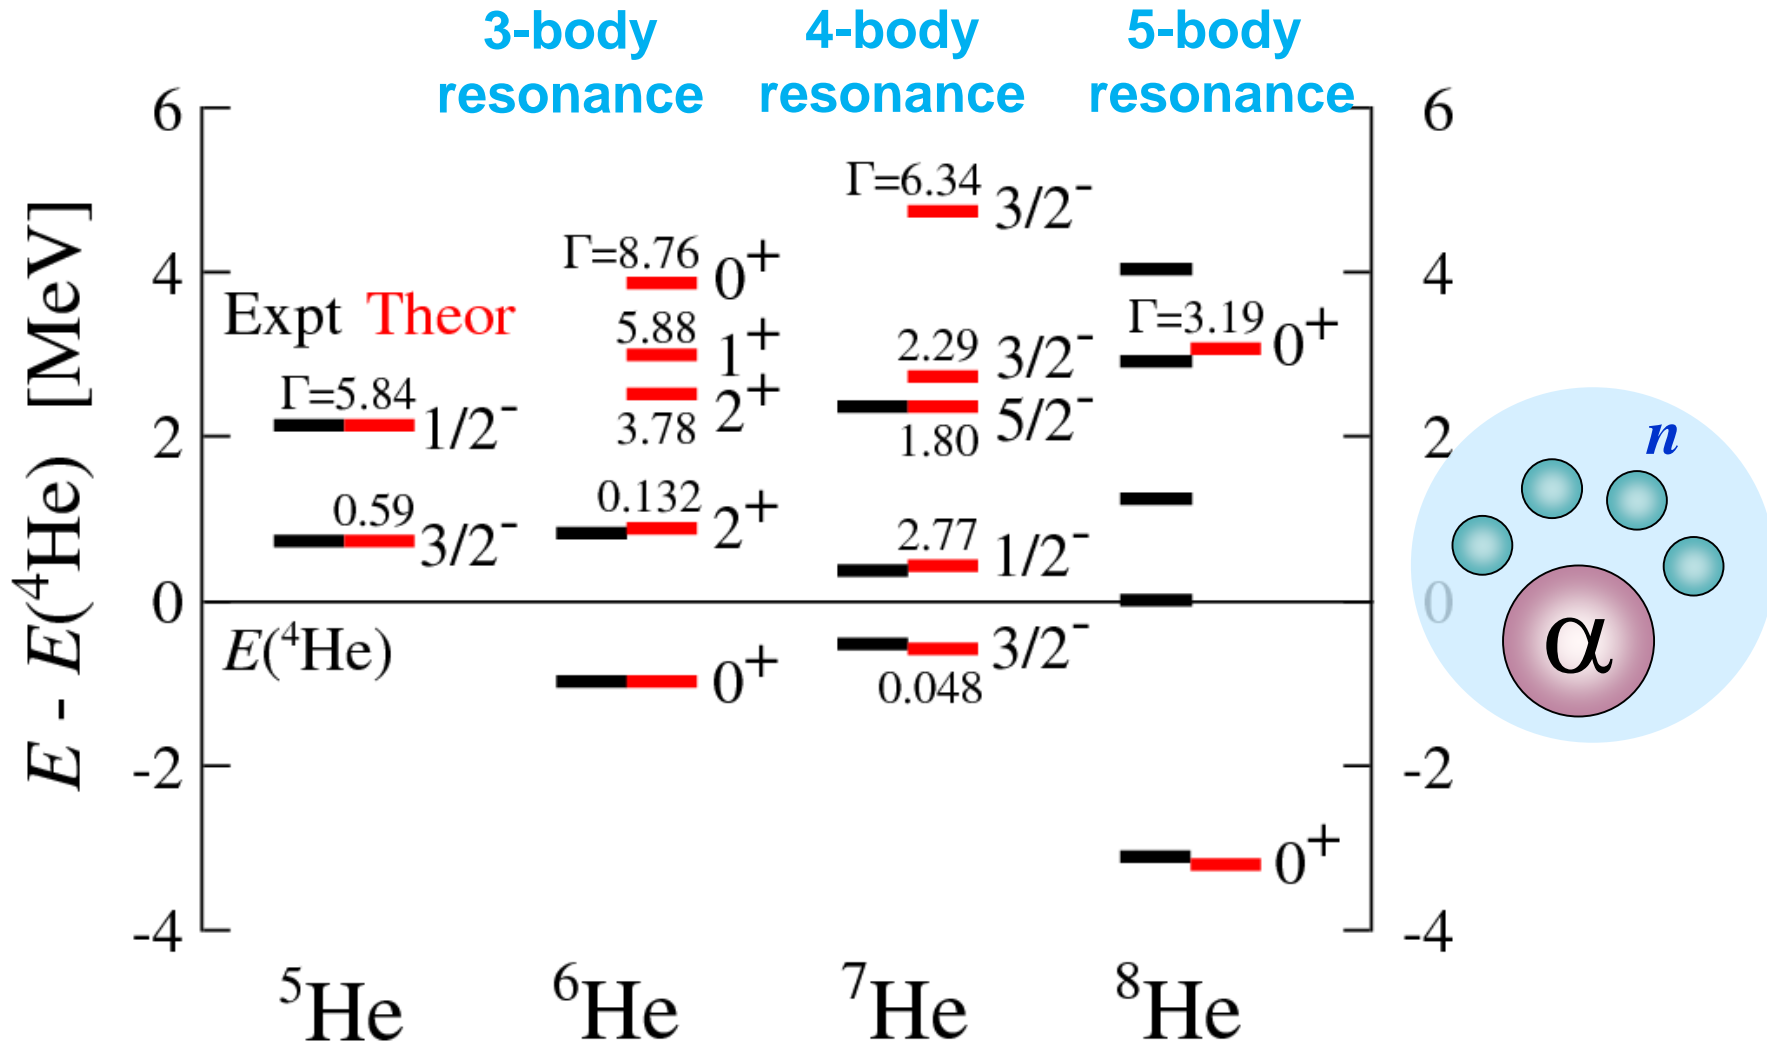 3-body resonance
4-body resonance
5-body resonance
E - E(⁴He) [MeV]
6
4
2
0
-2
-4
Expt Theor
E(⁴He)
Γ=5.84
1/2⁻
0.59
3/2⁻
Γ=8.76
0⁺
5.88
1⁺
2⁺
3.78
0.132
2⁺
0⁺
Γ=6.34
3/2⁻
2.29
3/2⁻
5/2⁻
1.80
2.77
1/2⁻
3/2⁻
0.048
Γ=3.19
0⁺
0⁺
6
4
2
0
-2
-4
n
α
⁵He
⁶He
⁷He
⁸He